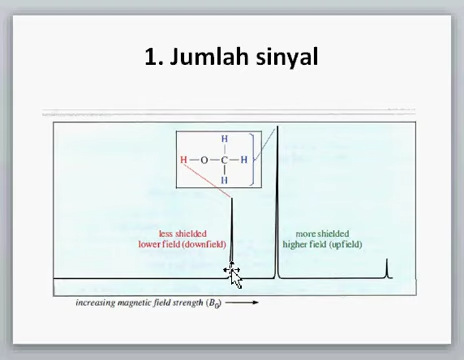 1. Jumlah sinyal
H
H—O—C—H
H
less shielded
lower field (downfield)
more shielded
higher field (upfield)
increasing magnetic field strength (B₀)